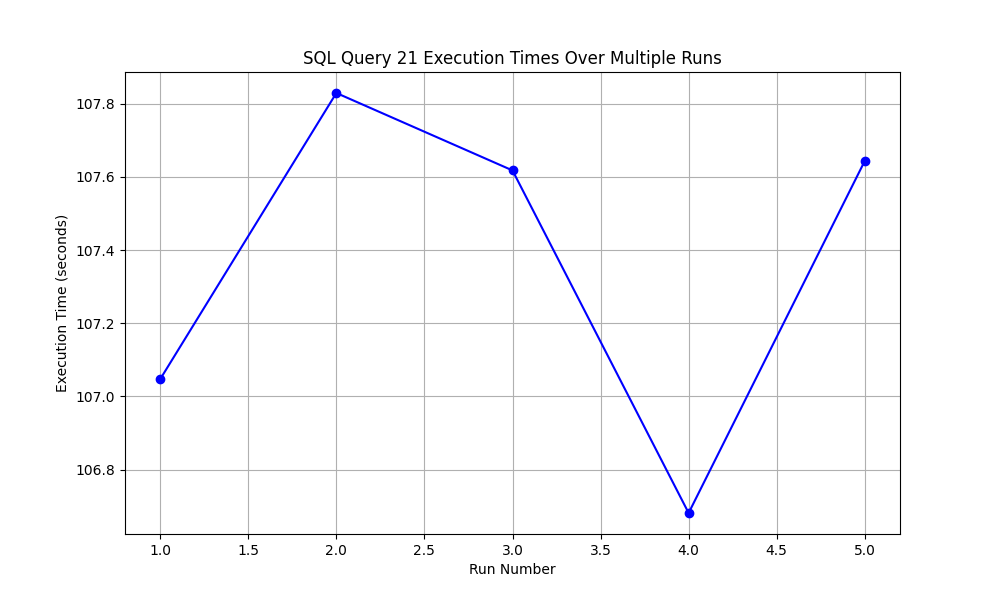 SQL Query 21 Execution Times Over Multiple Runs
Execution Time (seconds)
107.8
107.6
107.4
107.2
107.0
106.8
1.0 1.5 2.0 2.5 3.0 3.5 4.0 4.5 5.0
Run Number